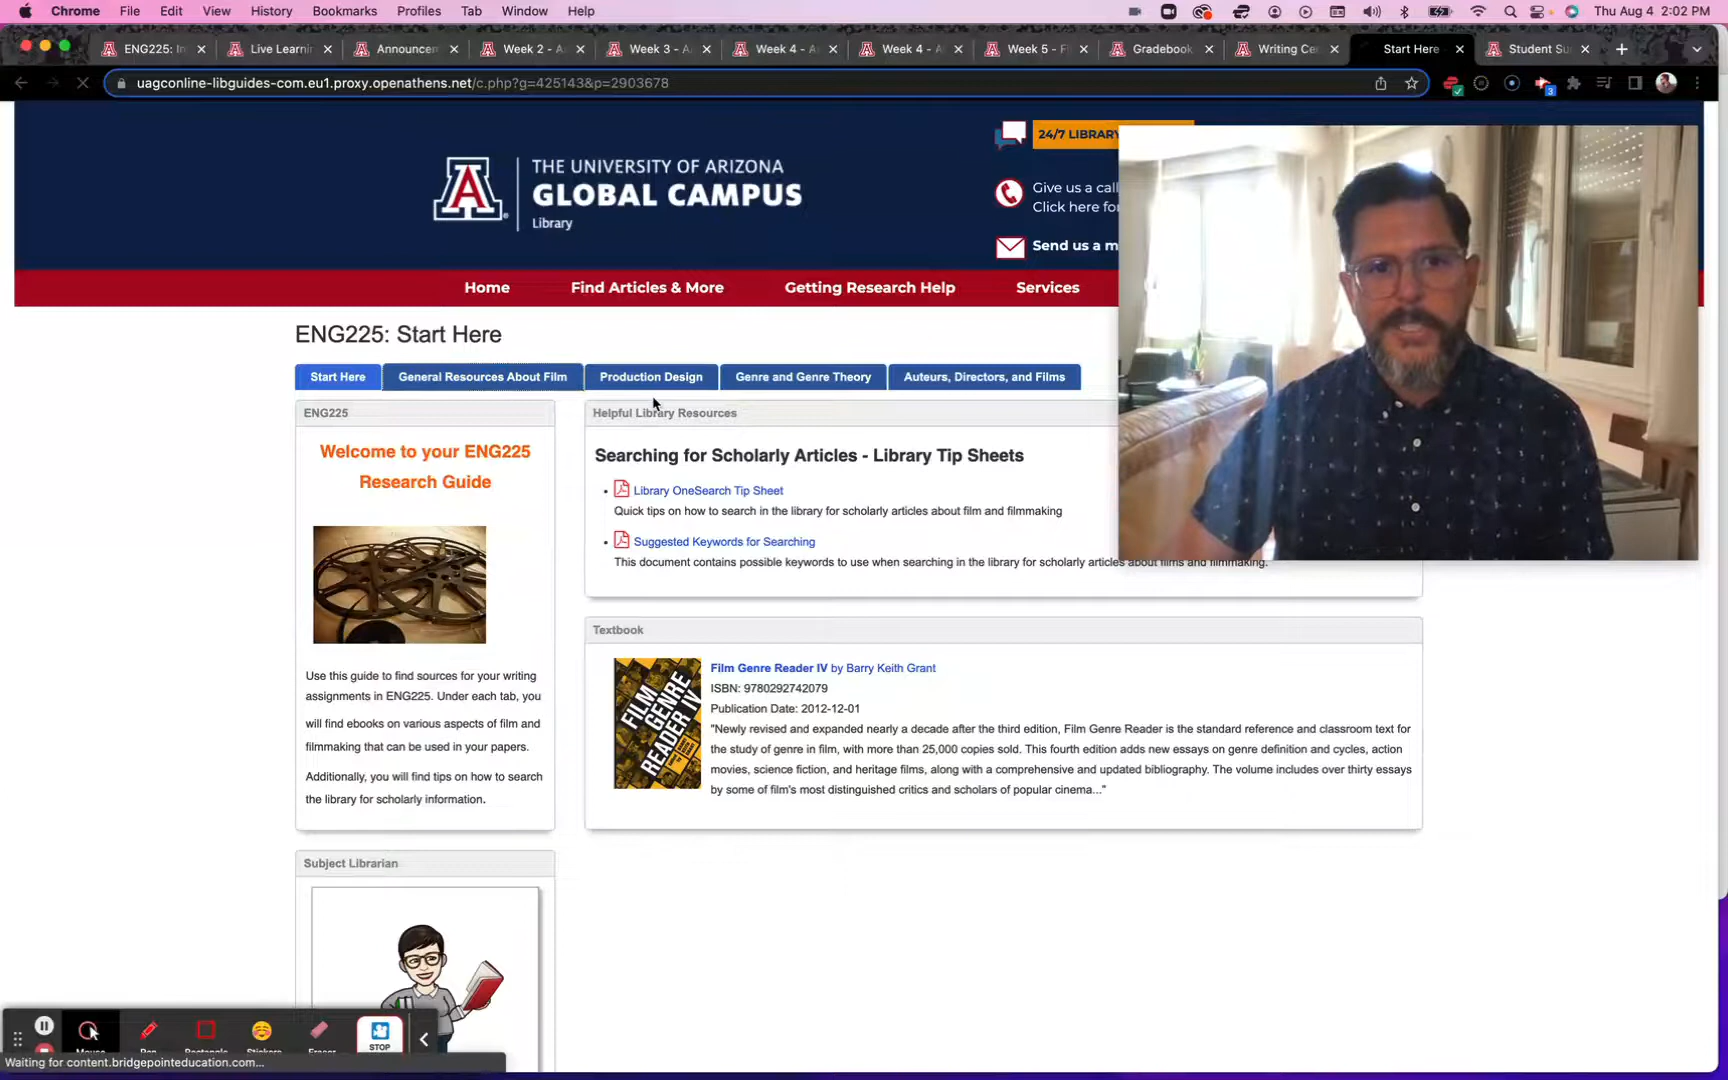 Chrome File Edit View History Bookmarks Profiles Tab Window Help Thu Aug 4 2:02 PM
ENG225: Live Learni Announcem Week 2 - A Week 3 - A Week 4 - A Week 4 - A Week 5 - F Gradebook Writing Ce Start Here Student Su
uagconline-libguides-com.eu1.proxy.openathens.net/c.php?g=425143&p=2903678
3
24/7 LIBRARY
THE UNIVERSITY OF ARIZONA
GLOBAL CAMPUS
Library
Give us a cal
Click here fo
Send us a m
Home Find Articles & More Getting Research Help Services
ENG225: Start Here
Start Here General Resources About Film Production Design Genre and Genre Theory Auteurs, Directors, and Films
ENG225
Welcome to your ENG225
Research Guide
Use this guide to find sources for your writing
assignments in ENG225. Under each tab, you
will find ebooks on various aspects of film and
filmmaking that can be used in your papers.
Additionally, you will find tips on how to search
the library for scholarly information.
Subject Librarian
Helpful Library Resources
Searching for Scholarly Articles - Library Tip Sheets
Library OneSearch Tip Sheet
Quick tips on how to search in the library for scholarly articles about film and filmmaking
Suggested Keywords for Searching
This document contains possible keywords to use when searching in the library for scholarly articles about films and filmmaking.
Textbook
FILM
GENRE
READER IV
Film Genre Reader IV by Barry Keith Grant
ISBN: 9780292742079
Publication Date: 2012-12-01
"Newly revised and expanded nearly a decade after the third edition, Film Genre Reader is the standard reference and classroom text for
the study of genre in film, with more than 25,000 copies sold. This fourth edition adds new essays on genre definition and cycles, action
movies, science fiction, and heritage films, along with a comprehensive and updated bibliography. The volume includes over thirty essays
by some of film's most distinguished critics and scholars of popular cinema..."
Mouse Pen Rectangle Stickers Eraser STOP
Waiting for content.bridgepointeducation.com...